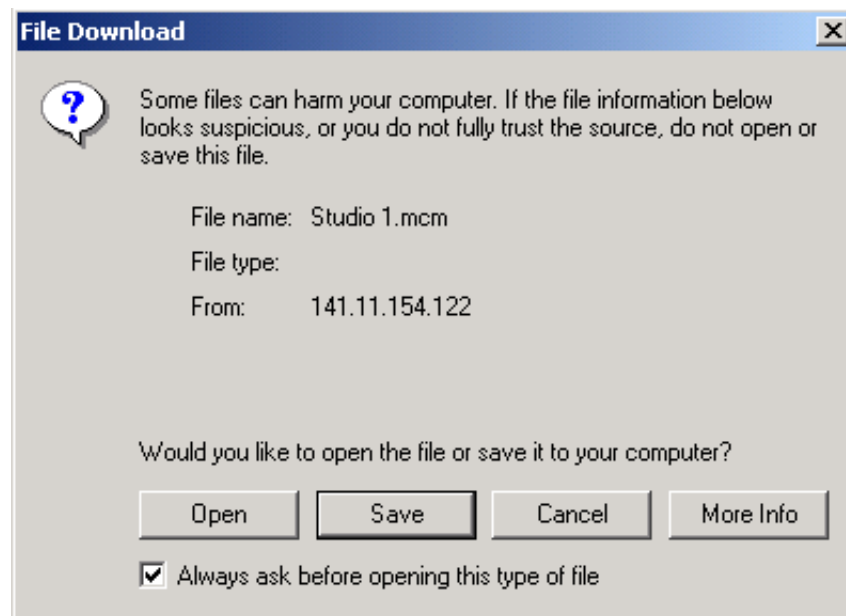 File Download
Some files can harm your computer. If the file information below
looks suspicious, or you do not fully trust the source, do not open or
save this file.
File name: Studio 1.mcm
File type:
From: 141.11.154.122
Would you like to open the file or save it to your computer?
Open Save Cancel More Info
Always ask before opening this type of file